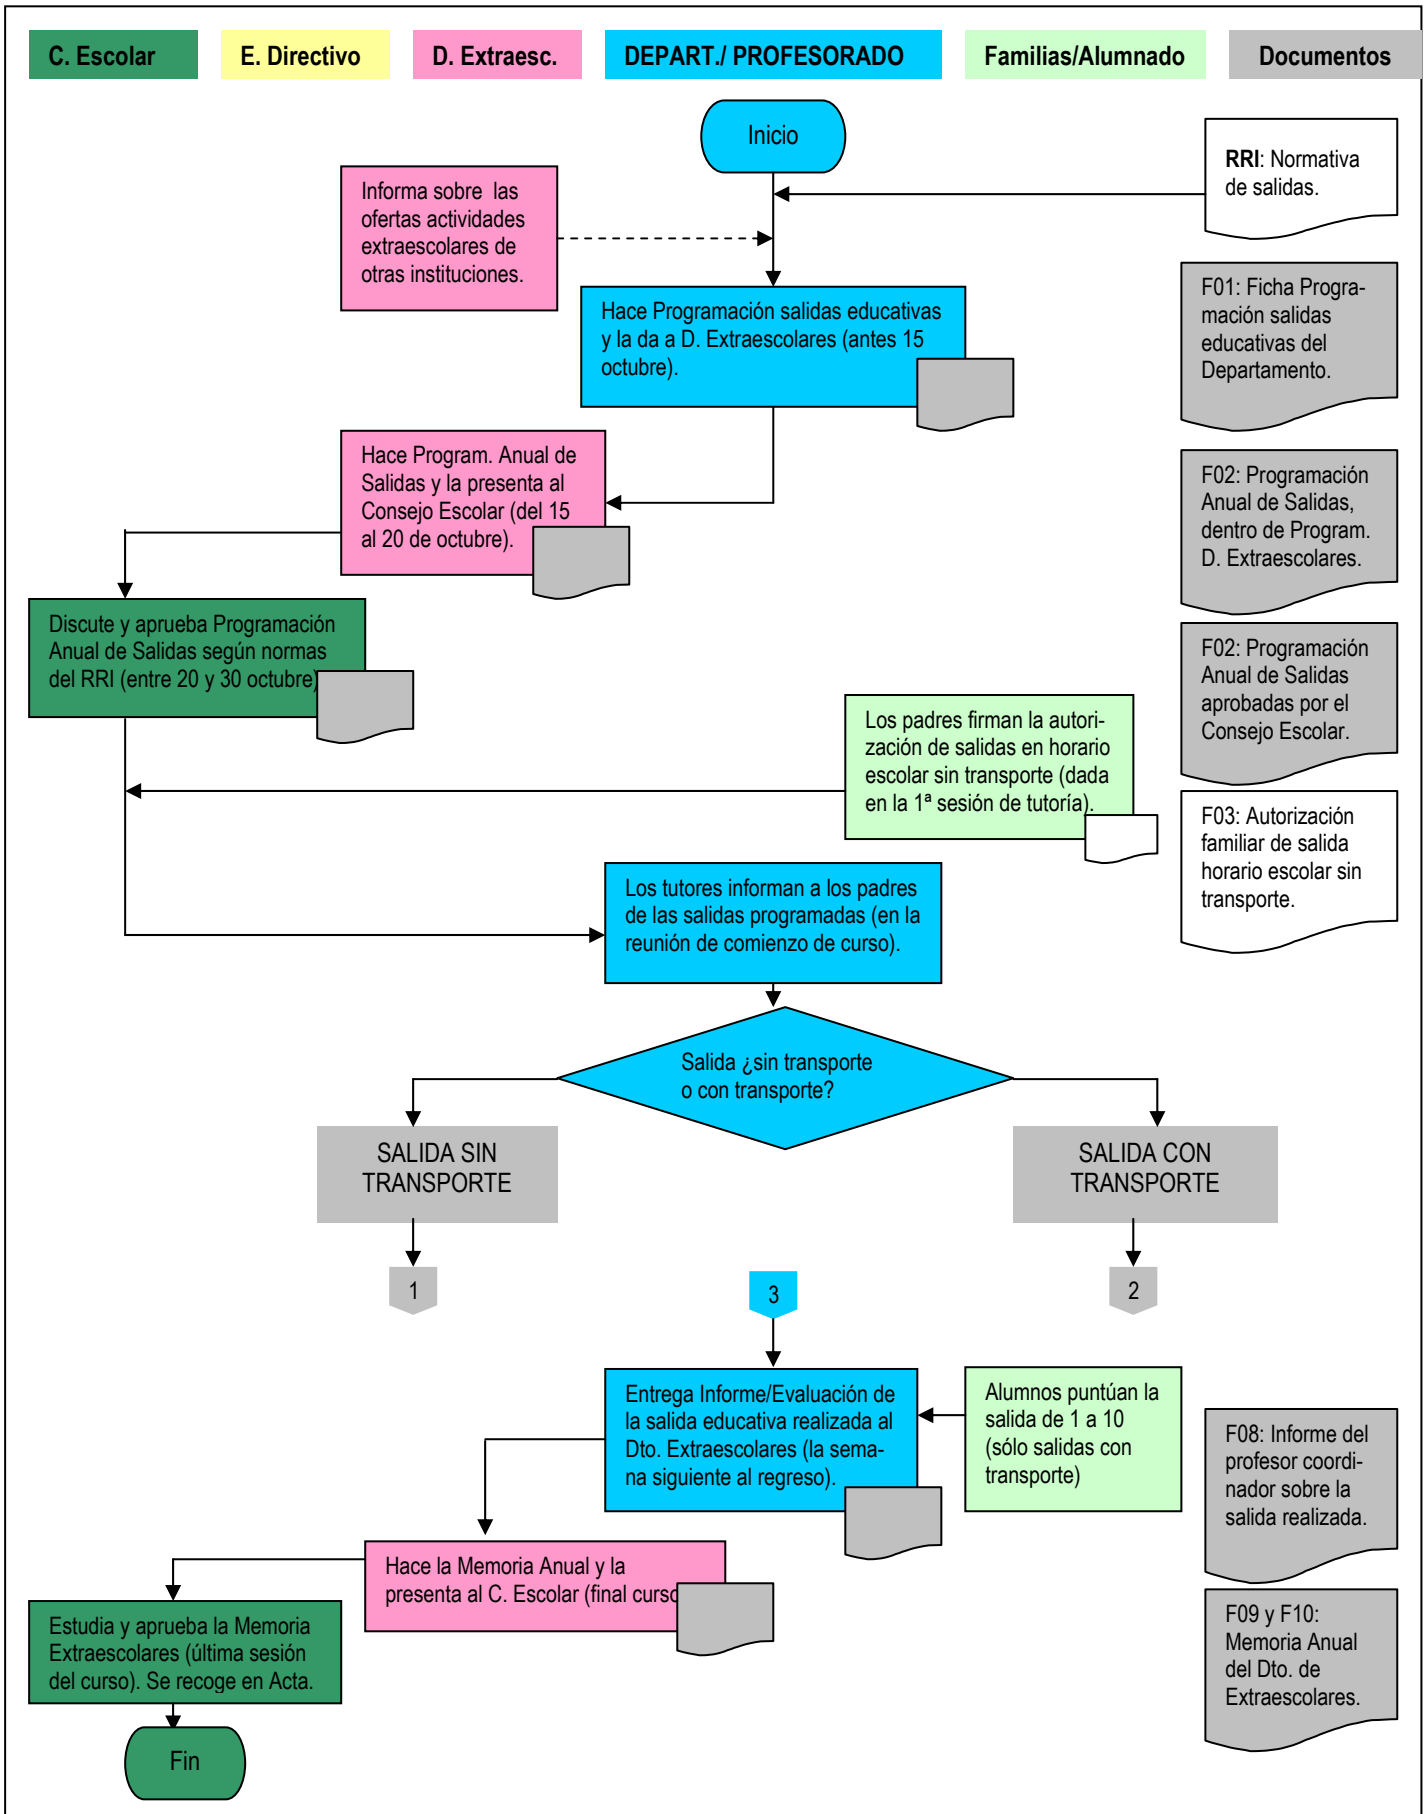 C. Escolar
E. Directivo
D. Extraesc.
DEPART./ PROFESORADO
Familias/Alumnado
Documentos
Inicio
RRI: Normativa
de salidas.
Informa sobre las
ofertas actividades
extraescolares de
otras instituciones.
Hace Programación salidas educativas
y la da a D. Extraescolares (antes 15
octubre).
F01: Ficha Progra-
mación salidas
educativas del
Departamento.
Hace Program. Anual de
Salidas y la presenta al
Consejo Escolar (del 15
al 20 de octubre).
F02: Programación
Anual de Salidas,
dentro de Program.
D. Extraescolares.
Discute y aprueba Programación
Anual de Salidas según normas
del RRI (entre 20 y 30 octubre)
F02: Programación
Anual de Salidas
aprobadas por el
Consejo Escolar.
Los padres firman la autori-
zación de salidas en horario
escolar sin transporte (dada
en la 1ª sesión de tutoría).
F03: Autorización
familiar de salida
horario escolar sin
transporte.
Los tutores informan a los padres
de las salidas programadas (en la
reunión de comienzo de curso).
Salida ¿sin transporte
o con transporte?
SALIDA SIN
TRANSPORTE
SALIDA CON
TRANSPORTE
1
3
2
Entrega Informe/Evaluación de
la salida educativa realizada al
Dto. Extraescolares (la sema-
na siguiente al regreso).
Alumnos puntúan la
salida de 1 a 10
(sólo salidas con
transporte)
F08: Informe del
profesor coordi-
nador sobre la
salida realizada.
Hace la Memoria Anual y la
presenta al C. Escolar (final curso
Estudia y aprueba la Memoria
Extraescolares (última sesión
del curso). Se recoge en Acta.
F09 y F10:
Memoria Anual
del Dto. de
Extraescolares.
Fin